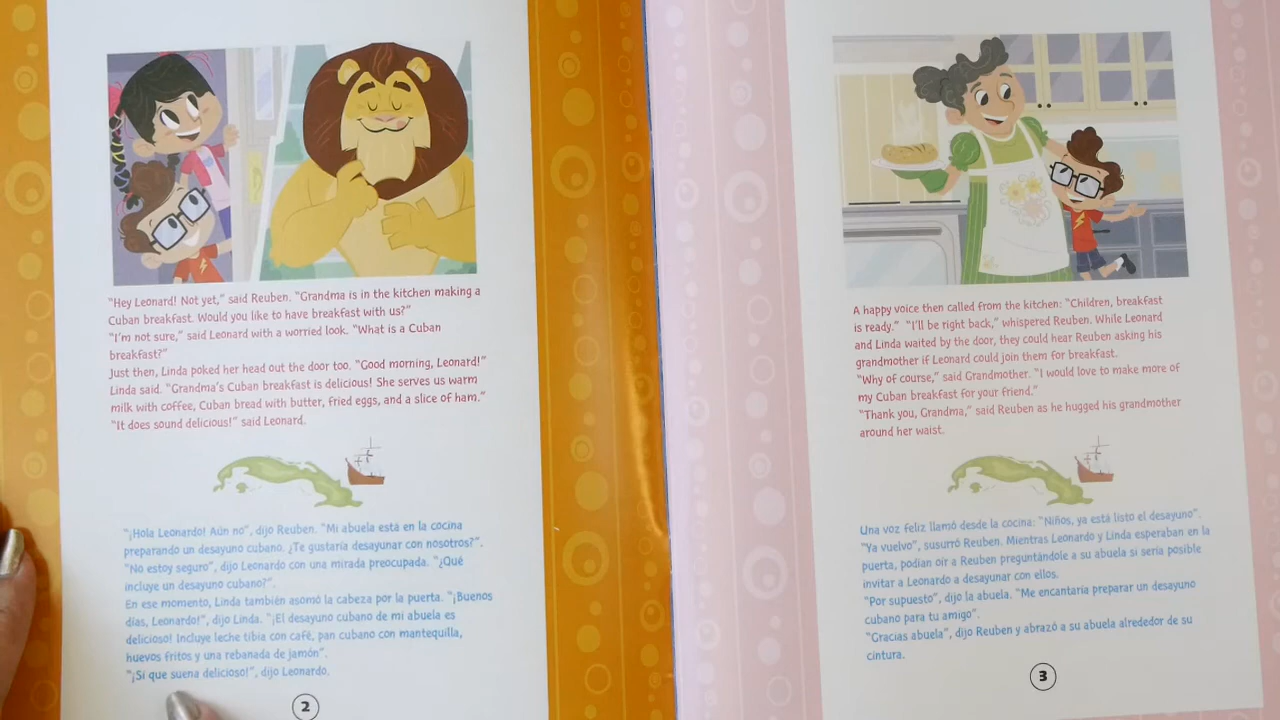 "Hey Leonard! Not yet," said Reuben. "Grandma is in the kitchen making a
Cuban breakfast. Would you like to have breakfast with us?"
"I'm not sure," said Leonard with a worried look. "What is a Cuban
breakfast?"
Just then, Linda poked her head out the door too. "Good morning, Leonard!"
Linda said. "Grandma's Cuban breakfast is delicious! She serves us warm
milk with coffee, Cuban bread with butter, fried eggs, and a slice of ham."
"It does sound delicious!" said Leonard.
"¡Hola Leonardo! Aún no", dijo Reuben. "Mi abuela está en la cocina
preparando un desayuno cubano. ¿Te gustaría desayunar con nosotros?".
"No estoy seguro", dijo Leonardo con una mirada preocupada. "¿Qué
incluye un desayuno cubano?".
En ese momento, Linda también asomó la cabeza por la puerta. "¡Buenos
días, Leonardo!", dijo Linda. "¡El desayuno cubano de mi abuela es
delicioso! Incluye leche tibia con café, pan cubano con mantequilla,
huevos fritos y una rebanada de jamón".
"¡Sí que suena delicioso!", dijo Leonardo.
2
A happy voice then called from the kitchen: "Children, breakfast
is ready." "I'll be right back," whispered Reuben. While Leonard
and Linda waited by the door, they could hear Reuben asking his
grandmother if Leonard could join them for breakfast.
"Why of course," said Grandmother. "I would love to make more of
my Cuban breakfast for your friend."
"Thank you, Grandma," said Reuben as he hugged his grandmother
around her waist.
Una voz feliz llamó desde la cocina: "Niños, ya está listo el desayuno".
"Ya vuelvo", susurró Reuben. Mientras Leonardo y Linda esperaban en la
puerta, podían oír a Reuben preguntándole a su abuela si sería posible
invitar a Leonardo a desayunar con ellos.
"Por supuesto", dijo la abuela. "Me encantaría preparar un desayuno
cubano para tu amigo".
"Gracias abuela", dijo Reuben y abrazó a su abuela alrededor de su
cintura.
3